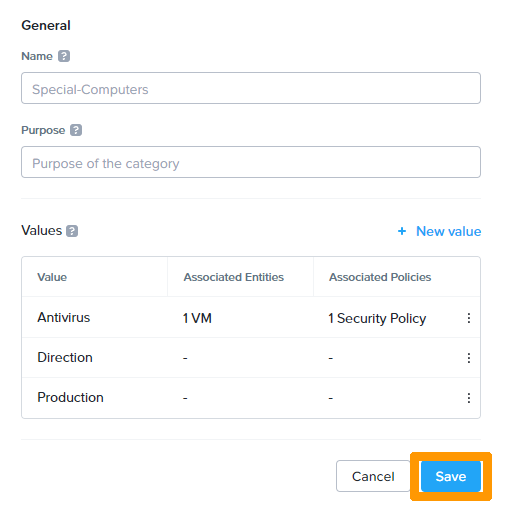 General
Name ?
Special-Computers
Purpose ?
Purpose of the category
Values ? + New value
Value Associated Entities Associated Policies
Antivirus 1 VM 1 Security Policy
Direction - -
Production - -
Cancel Save